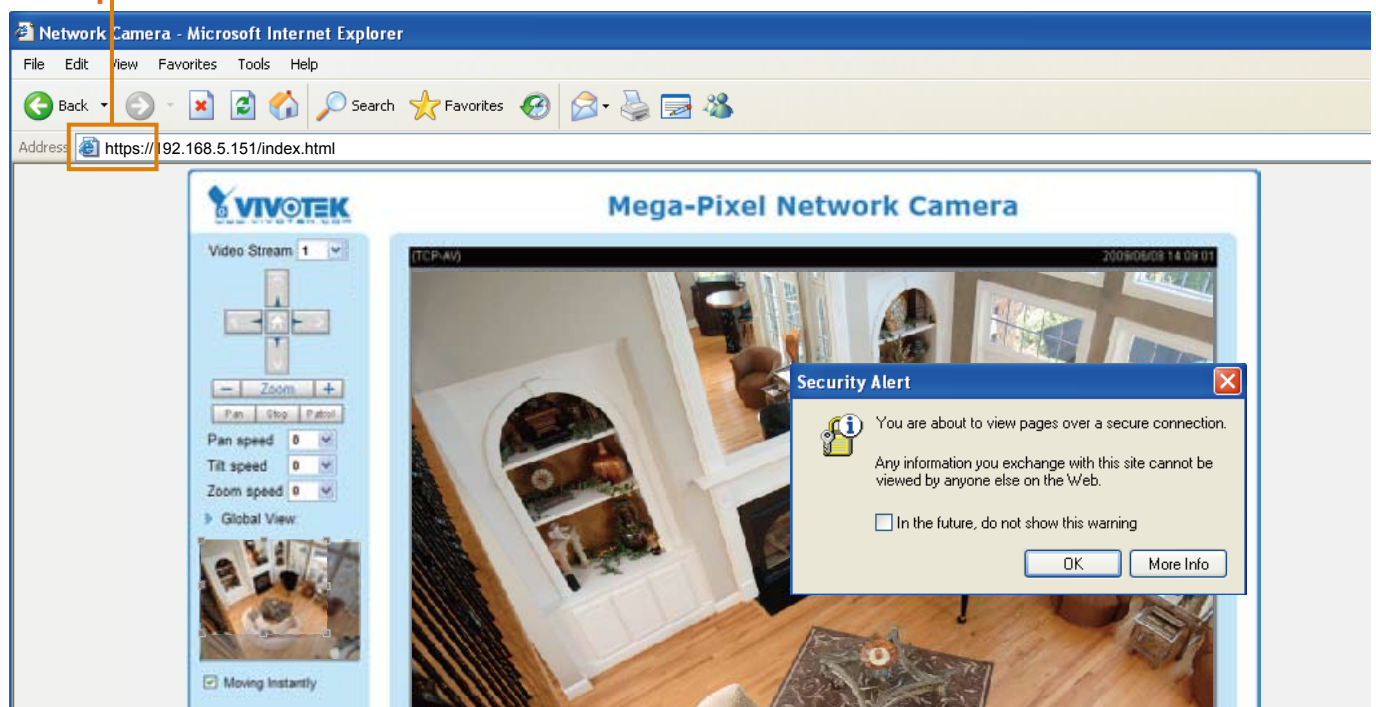 Network Camera - Microsoft Internet Explorer
File Edit View Favorites Tools Help
Back Search Favorites
Address https://192.168.5.151/index.html
VIVOTEK
WWW.VIVOTEK.COM
Mega-Pixel Network Camera
Video Stream 1
(TCP-AV) 2009/06/08 14:09:01
Zoom
Pan Stop Patrol
Pan speed 0
Tilt speed 0
Zoom speed 0
Global View:
Moving Instantly
Security Alert
You are about to view pages over a secure connection.
Any information you exchange with this site cannot be
viewed by anyone else on the Web.
In the future, do not show this warning
OK More Info